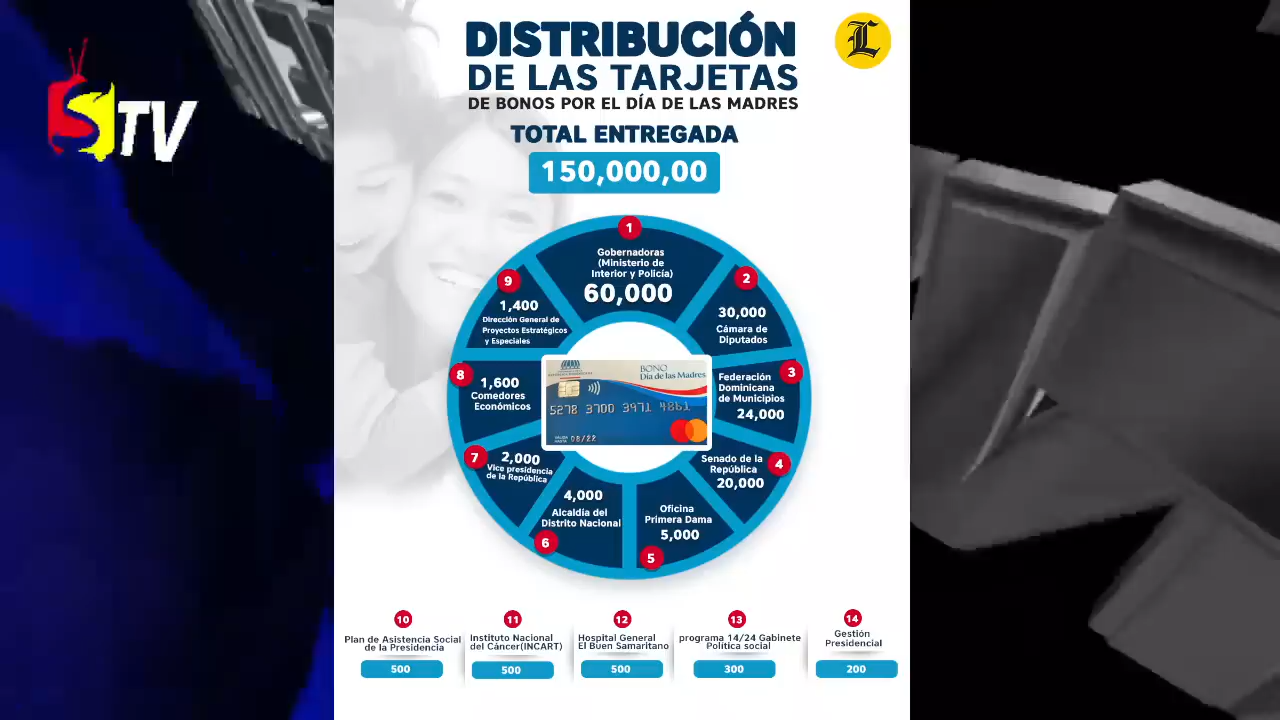 STV
DISTRIBUCIÓN
L
DE LAS TARJETAS
DE BONOS POR EL DÍA DE LAS MADRES
TOTAL ENTREGADA
150,000,00
1
Gobernadoras
(Ministerio de
Interior y Policía)
60,000
2
30,000
Cámara de
Diputados
3
Federación
Dominicana
de Municipios
24,000
4
Senado de la
República
20,000
5
Oficina
Primera Dama
5,000
6
4,000
Alcaldía del
Distrito Nacional
7
2,000
Vice presidencia
de la República
8
1,600
Comedores
Económicos
9
1,400
Dirección General de
Proyectos Estratégicos
y Especiales
BONO
Día de las Madres
5278 3700 3971 4861
08/22
10
Plan de Asistencia Social
de la Presidencia
500
11
Instituto Nacional
del Cáncer(INCART)
500
12
Hospital General
El Buen Samaritano
500
13
programa 14/24 Gabinete
Política social
300
14
Gestión
Presidencial
200